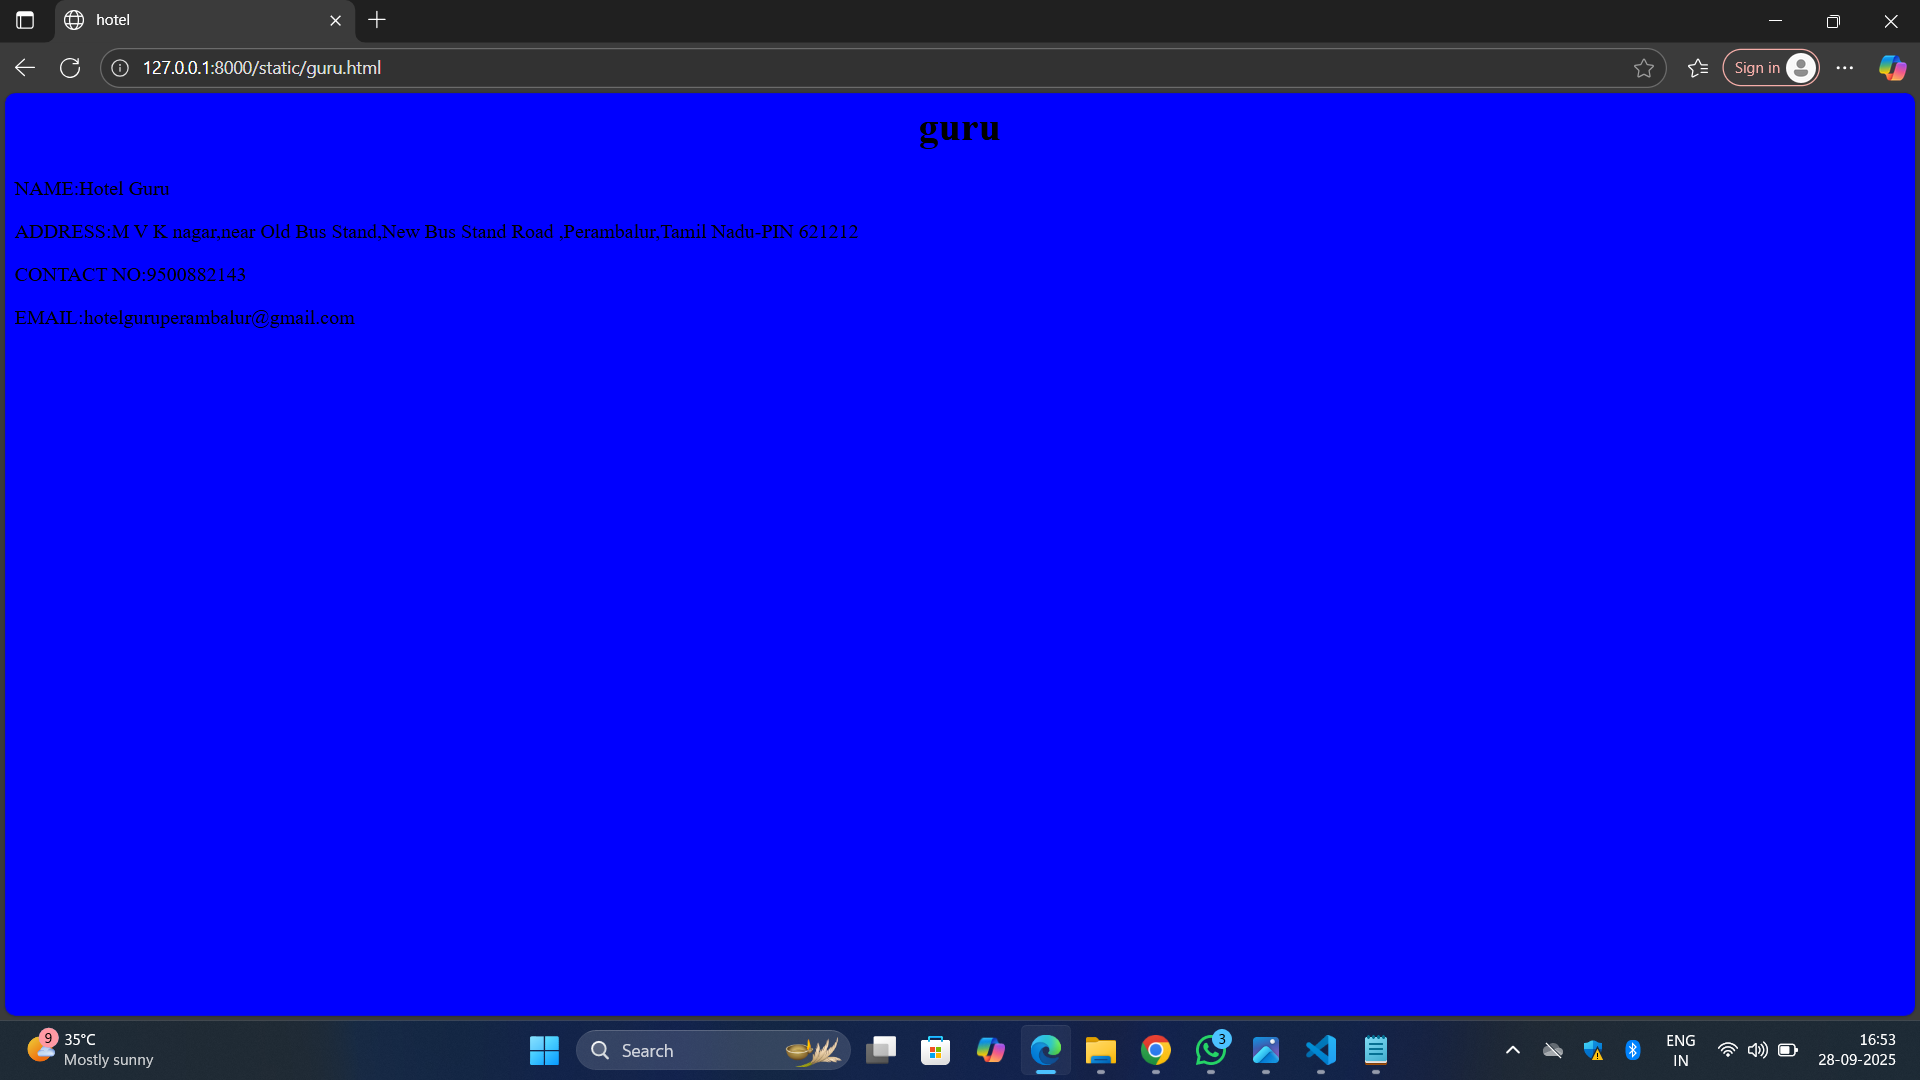 hotel
127.0.0.1:8000/static/guru.html
Sign in
guru
NAME:Hotel Guru
ADDRESS:M V K nagar,near Old Bus Stand,New Bus Stand Road ,Perambalur,Tamil Nadu-PIN 621212
CONTACT NO:9500882143
EMAIL:hotelguruperambalur@gmail.com
9
35°C
Mostly sunny
Search
3
ENG
IN
16:53
28-09-2025